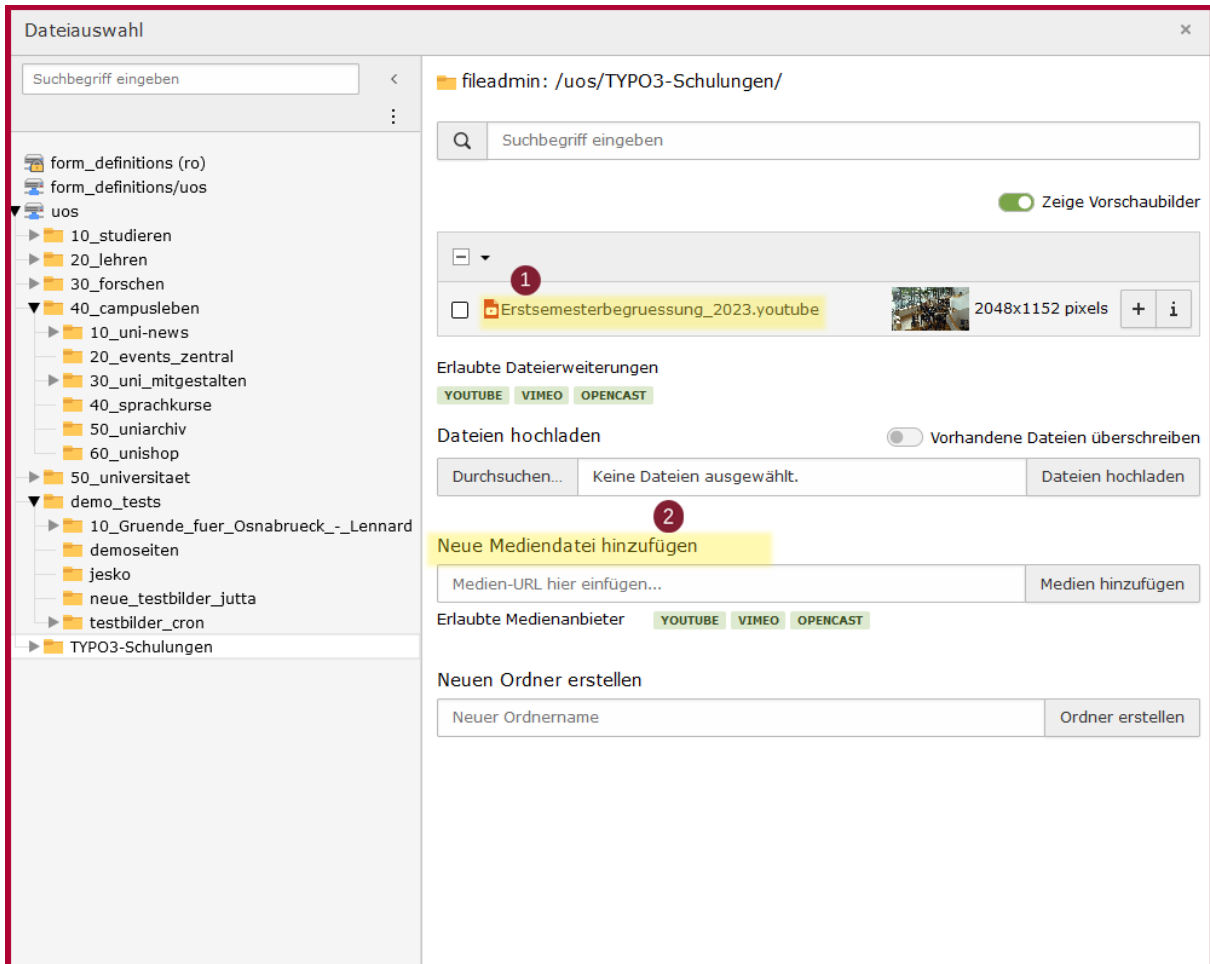 Dateiauswahl ×
Suchbegriff eingeben
form_definitions (ro)
form_definitions/uos
uos
10_studieren
20_lehren
30_forschen
40_campusleben
10_uni-news
20_events_zentral
30_uni_mitgestalten
40_sprachkurse
50_uniarchiv
60_unishop
50_universitaet
demo_tests
10_Gruende_fuer_Osnabrueck_-_Lennard
demoseiten
jesko
neue_testbilder_jutta
testbilder_cron
TYPO3-Schulungen
fileadmin: /uos/TYPO3-Schulungen/
Suchbegriff eingeben
Zeige Vorschaubilder
1
Erstsemesterbegruessung_2023.youtube 2048x1152 pixels + i
Erlaubte Dateierweiterungen
YOUTUBE VIMEO OPENCAST
Dateien hochladen Vorhandene Dateien überschreiben
Durchsuchen... Keine Dateien ausgewählt. Dateien hochladen
2
Neue Mediendatei hinzufügen
Medien-URL hier einfügen... Medien hinzufügen
Erlaubte Medienanbieter YOUTUBE VIMEO OPENCAST
Neuen Ordner erstellen
Neuer Ordnername Ordner erstellen